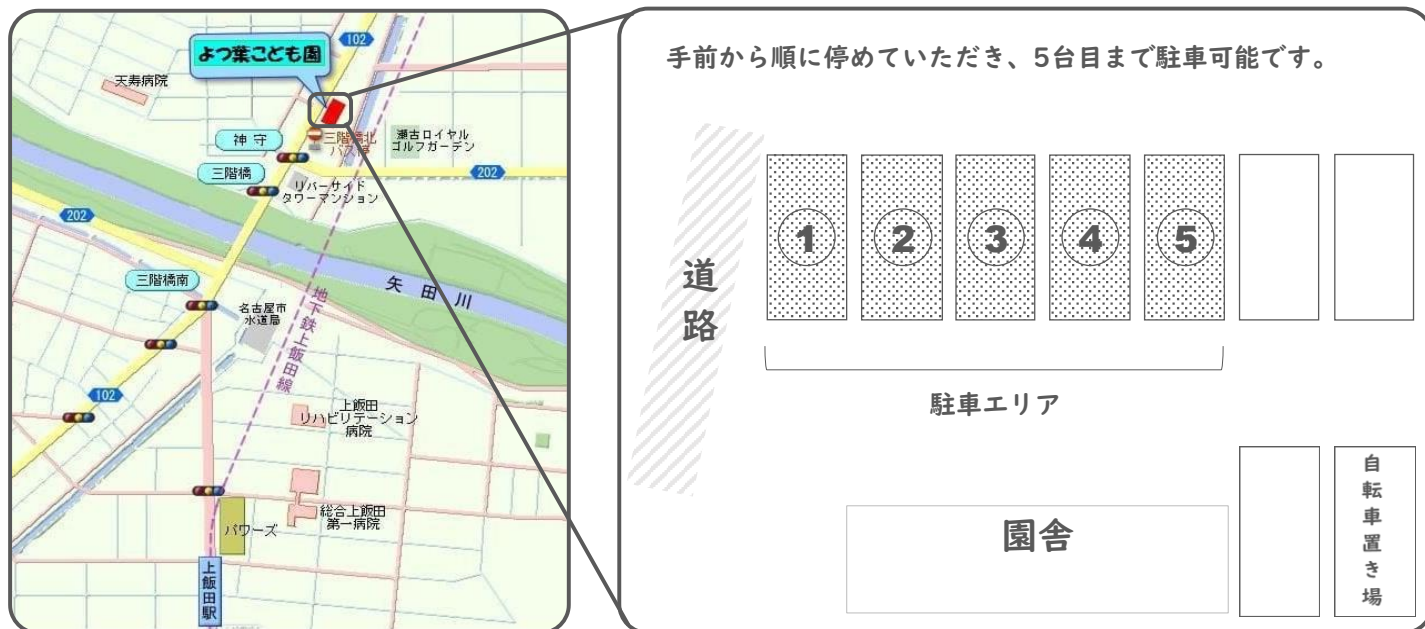 よつ葉こども園
102
天寿病院
神守
三階橋北
バス停
瀬古ロイヤル
ゴルフガーデン
三階橋
202
リバーサイド
タワーマンション
202
矢田川
三階橋南
名古屋市
水道局
地下鉄上飯田線
102
上飯田
リハビリテーション
病院
総合上飯田
第一病院
パワーズ
上飯田駅
手前から順に停めていただき、5台目まで駐車可能です。
道路
1
2
3
4
5
駐車エリア
園舎
自転車置き場